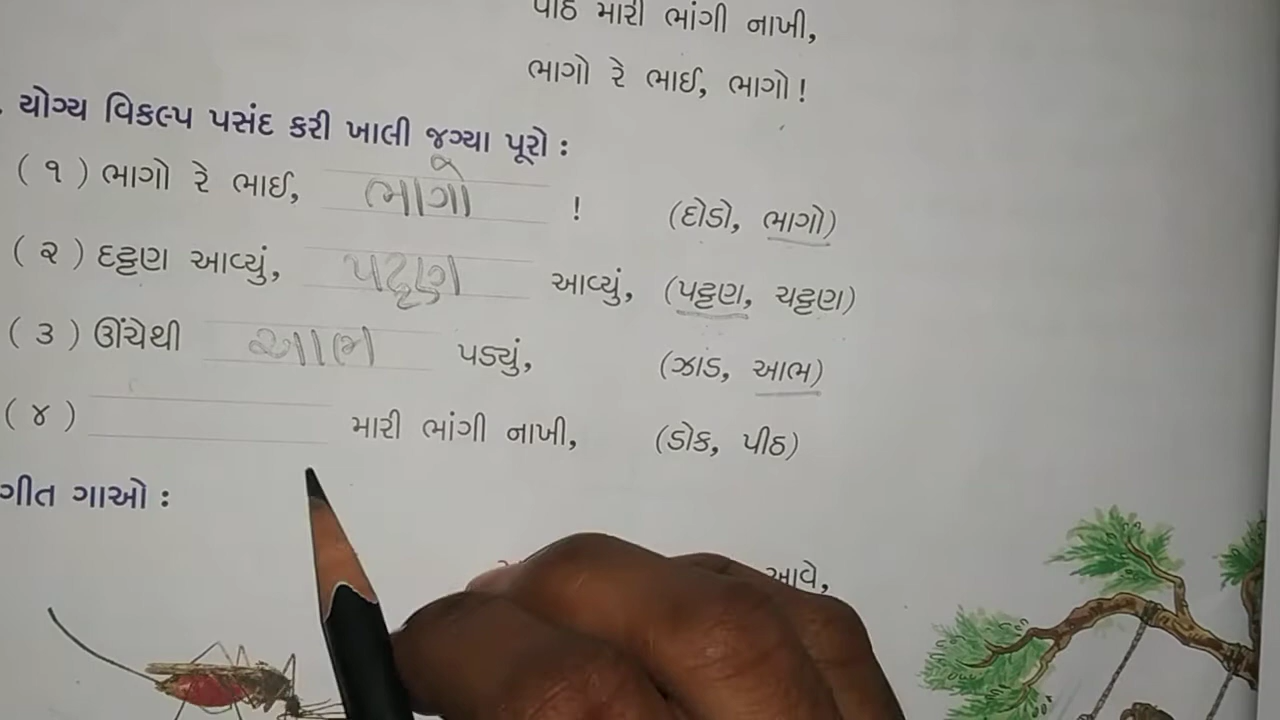 પીઠ મારી ભાંગી નાખી,
ભાગો રે ભાઈ, ભાગો!
યોગ્ય વિકલ્પ પસંદ કરી ખાલી જગ્યા પૂરો :
(૧) ભાગો રે ભાઈ, ભાગો ! (દોડો, ભાગો)
(૨) દટ્ટણ આવ્યું, પટ્ટણ આવ્યું, (પટ્ટણ, ચટ્ટણ)
(૩) ઊંચેથી આભ પડ્યું, (ઝાડ, આભ)
(૪) મારી ભાંગી નાખી, (ડોક, પીઠ)
ગીત ગાઓ :
આવે,